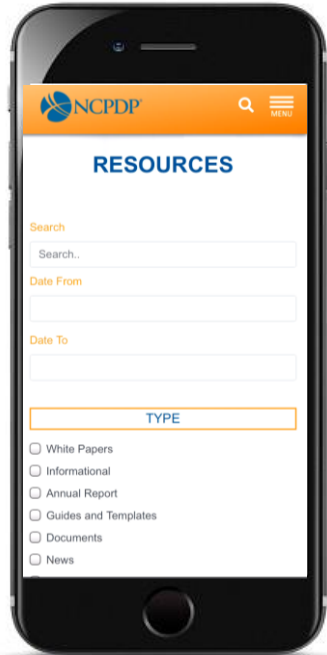 NCPDP
MENU
RESOURCES
Search
Search..
Date From
Date To
TYPE
White Papers
Informational
Annual Report
Guides and Templates
Documents
News